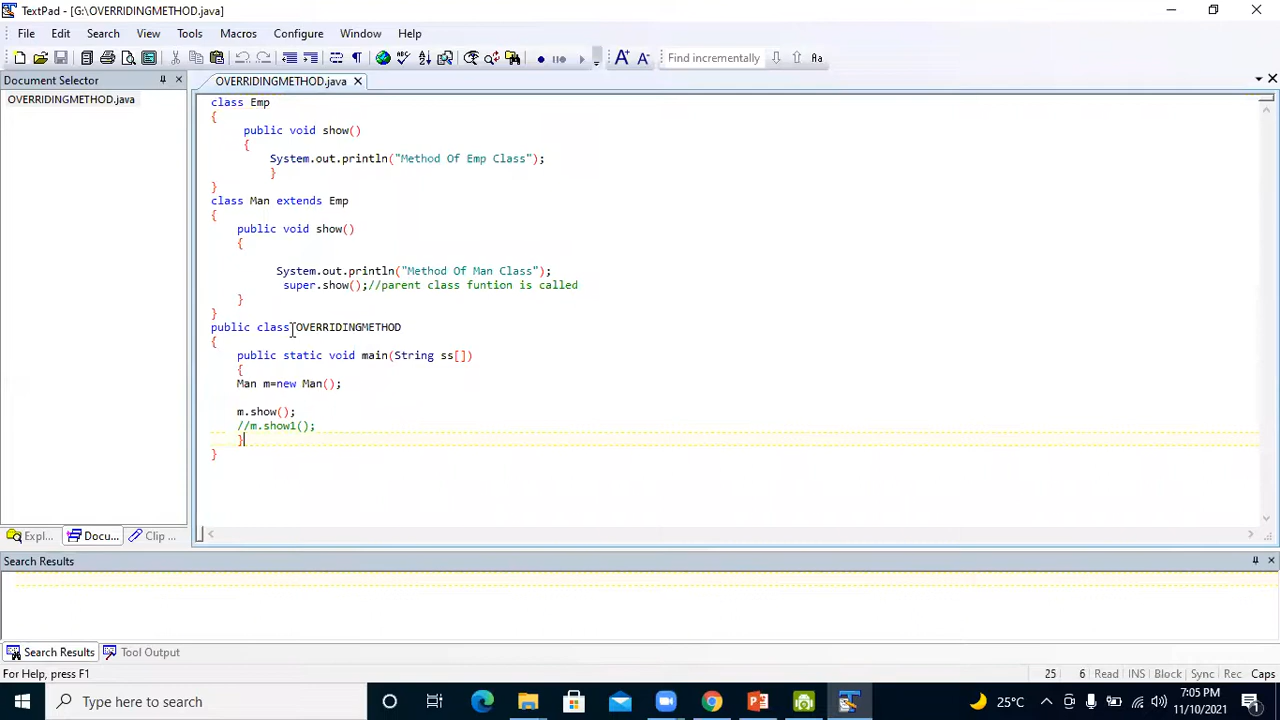 TextPad - [G:\OVERRIDINGMETHOD.java]
File Edit Search View Tools Macros Configure Window Help
Find incrementally Aa
Document Selector
OVERRIDINGMETHOD.java
OVERRIDINGMETHOD.java
class Emp
{
public void show()
{
System.out.println("Method Of Emp Class");
}
}
class Man extends Emp
{
public void show()
{
System.out.println("Method Of Man Class");
super.show();//parent class funtion is called
}
}
public class OVERRIDINGMETHOD
{
public static void main(String ss[])
{
Man m=new Man();
m.show();
//m.show1();
}
}
Expl... Docu... Clip ...
Search Results
Search Results Tool Output
For Help, press F1 25 6 Read INS Block Sync Rec Caps
Type here to search 25°C 7:05 PM
11/10/2021